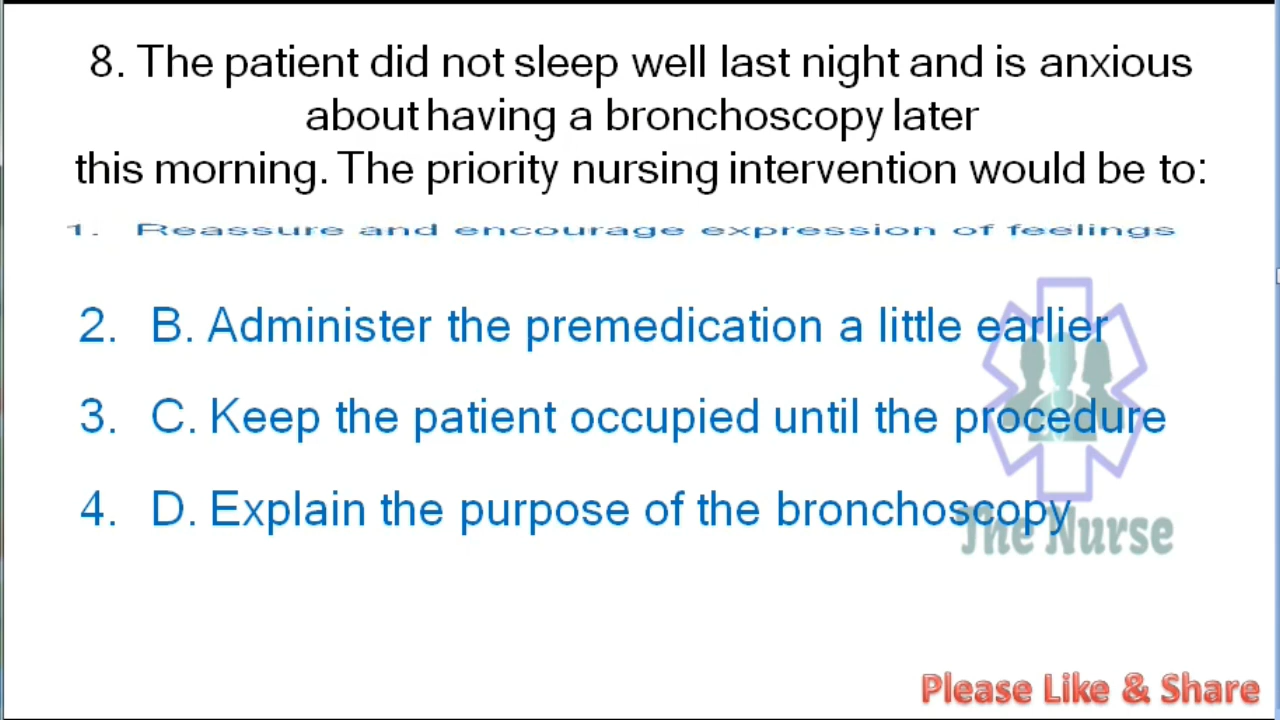 8. The patient did not sleep well last night and is anxious
about having a bronchoscopy later
this morning. The priority nursing intervention would be to:
1. Reassure and encourage expression of feelings
2. B. Administer the premedication a little earlier
3. C. Keep the patient occupied until the procedure
4. D. Explain the purpose of the bronchoscopy
The Nurse
Please Like & Share